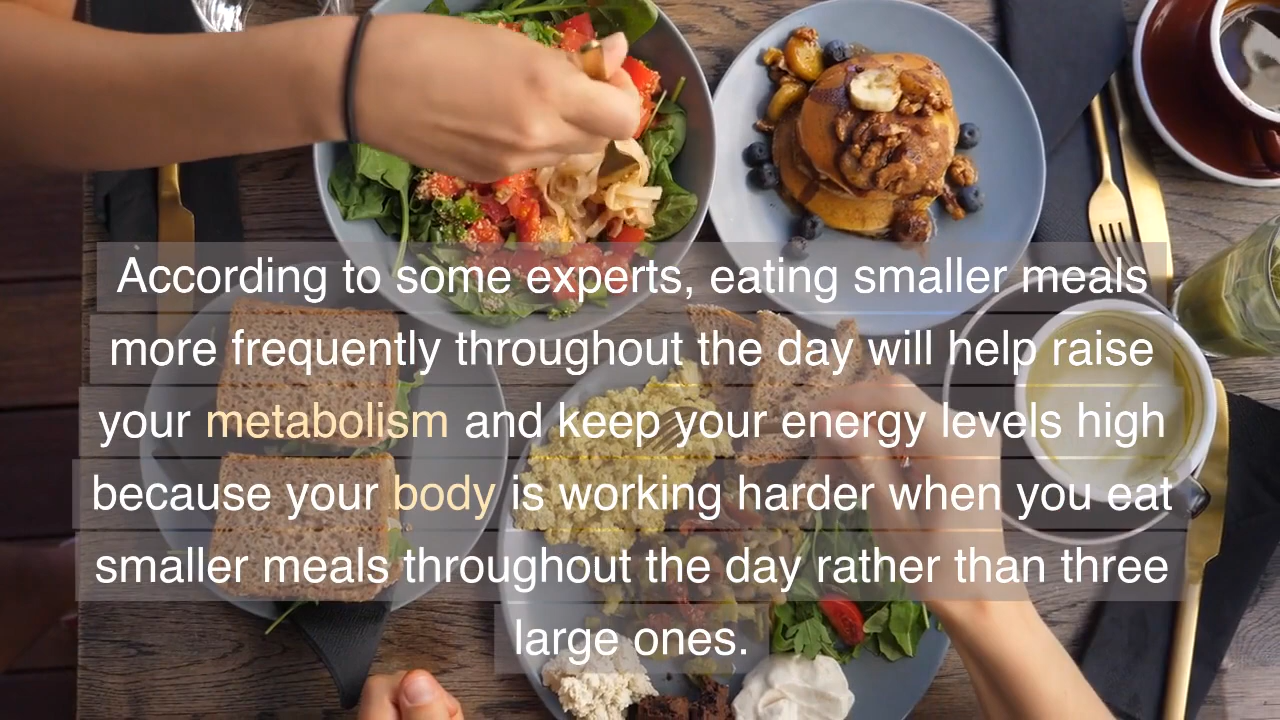 According to some experts, eating smaller meals
more frequently throughout the day will help raise
your metabolism and keep your energy levels high
because your body is working harder when you eat
smaller meals throughout the day rather than three
large ones.